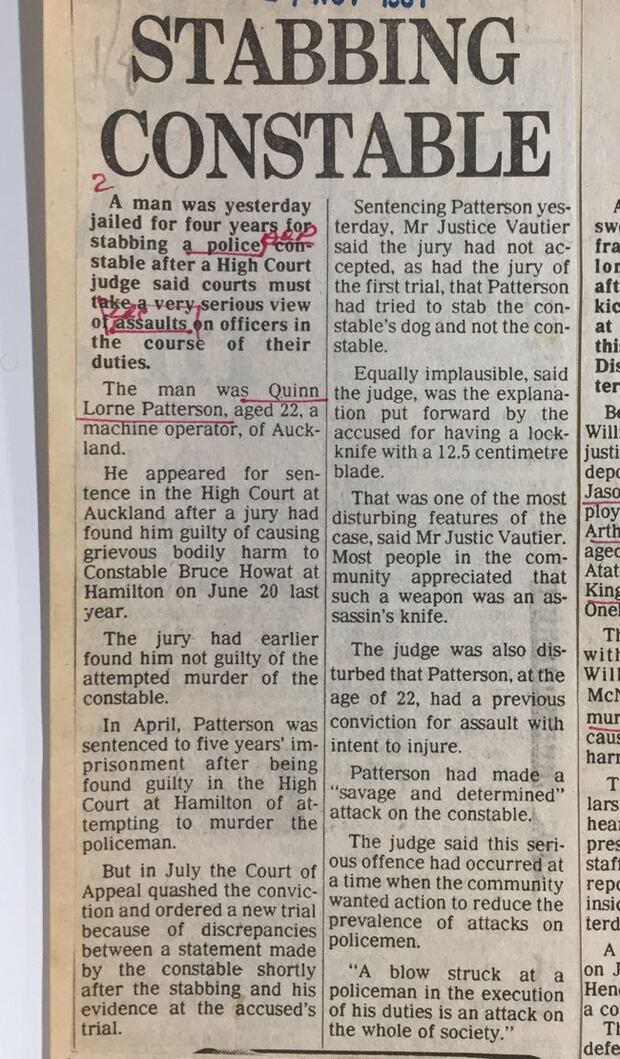 NOV 1981
STABBING
CONSTABLE
2
A man was yesterday
jailed for four years for
stabbing a police con-
stable after a High Court
judge said courts must
take a very serious view
of assaults on officers in
the course of their
duties.
The man was Quinn
Lorne Patterson, aged 22, a
machine operator, of Auck-
land.
He appeared for sen-
tence in the High Court at
Auckland after a jury had
found him guilty of causing
grievous bodily harm to
Constable Bruce Howat at
Hamilton on June 20 last
year.
The jury had earlier
found him not guilty of the
attempted murder of the
constable.
In April, Patterson was
sentenced to five years' im-
prisonment after being
found guilty in the High
Court at Hamilton of at-
tempting to murder the
policeman.
But in July the Court of
Appeal quashed the convic-
tion and ordered a new trial
because of discrepancies
between a statement made
by the constable shortly
after the stabbing and his
evidence at the accused's
trial.
Sentencing Patterson yes-
terday, Mr Justice Vautier
said the jury had not ac-
cepted, as had the jury of
the first trial, that Patterson
had tried to stab the con-
stable's dog and not the con-
stable.
Equally implausible, said
the judge, was the explana-
tion put forward by the
accused for having a lock-
knife with a 12.5 centimetre
blade.
That was one of the most
disturbing features of the
case, said Mr Justic Vautier.
Most people in the com-
munity appreciated that
such a weapon was an as-
sassin's knife.
The judge was also dis-
turbed that Patterson, at the
age of 22, had a previous
conviction for assault with
intent to injure.
Patterson had made a
"savage and determined"
attack on the constable.
The judge said this seri-
ous offence had occurred at
a time when the community
wanted action to reduce the
prevalence of attacks on
policemen.
"A blow struck at a
policeman in the execution
of his duties is an attack on
the whole of society."